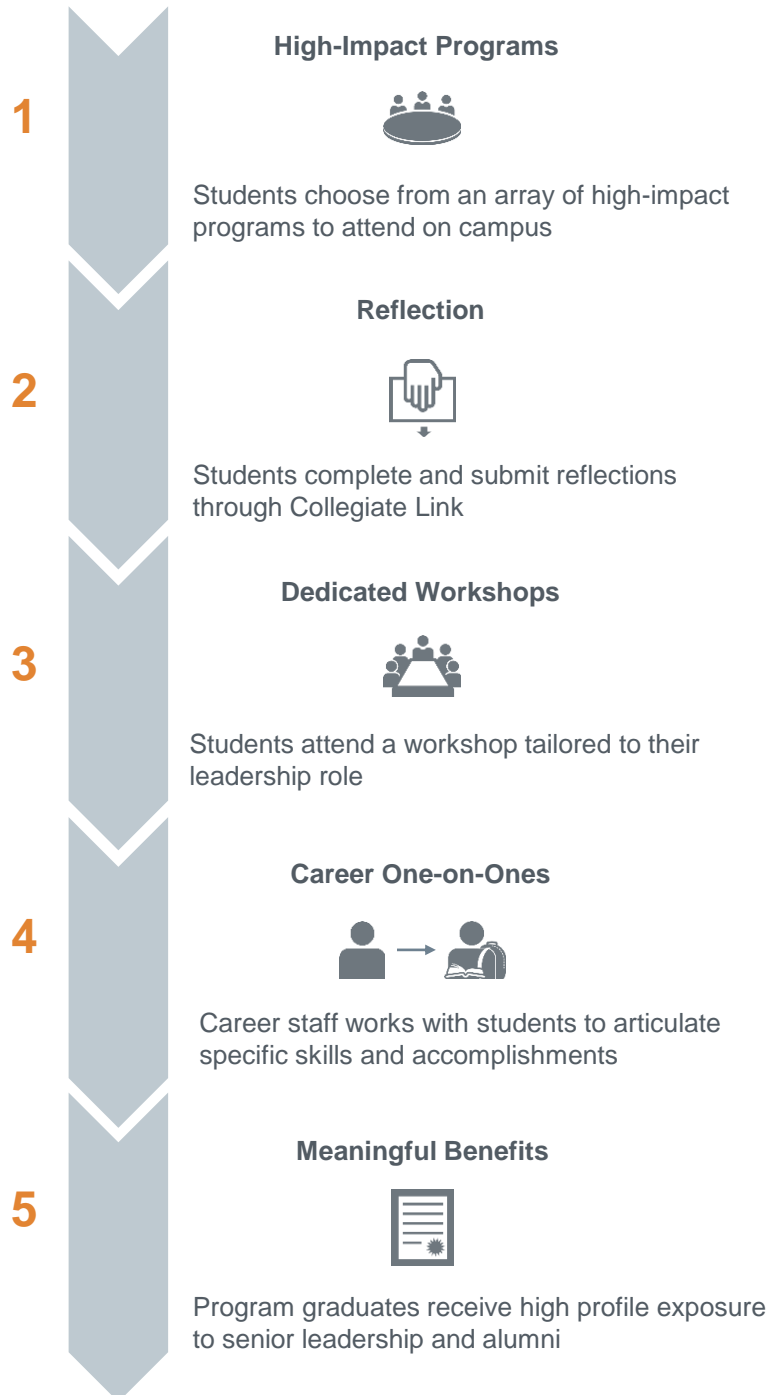 High-Impact Programs
1
Students choose from an array of high-impact
programs to attend on campus
Reflection
2
Students complete and submit reflections
through Collegiate Link
Dedicated Workshops
3
Students attend a workshop tailored to their
leadership role
Career One-on-Ones
4
Career staff works with students to articulate
specific skills and accomplishments
Meaningful Benefits
5
Program graduates receive high profile exposure
to senior leadership and alumni